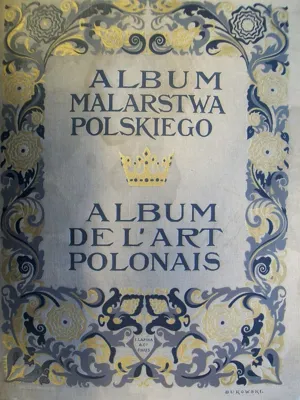 ALBUM
MALARSTWA
POLSKIEGO
ALBUM
DE L'ART
POLONAIS